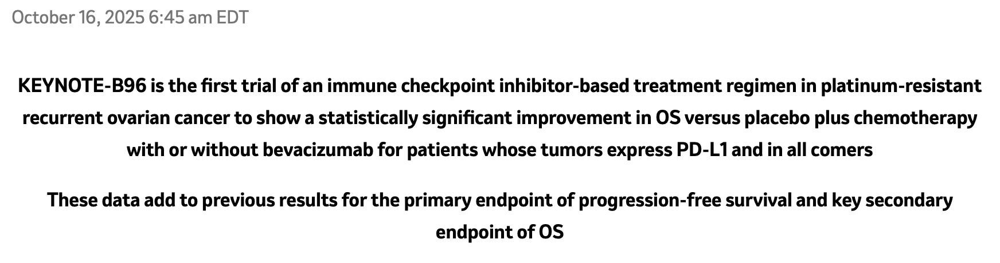 October 16, 2025 6:45 am EDT
KEYNOTE-B96 is the first trial of an immune checkpoint inhibitor-based treatment regimen in platinum-resistant
recurrent ovarian cancer to show a statistically significant improvement in OS versus placebo plus chemotherapy
with or without bevacizumab for patients whose tumors express PD-L1 and in all comers
These data add to previous results for the primary endpoint of progression-free survival and key secondary
endpoint of OS